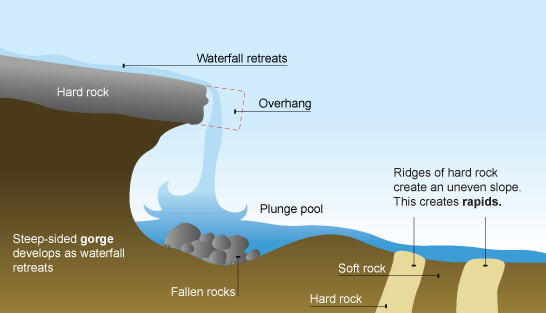 Waterfall retreats
Hard rock
Overhang
Ridges of hard rock
create an uneven slope.
This creates rapids.
Plunge pool
Steep-sided gorge
develops as waterfall
retreats
Soft rock
Fallen rocks
Hard rock